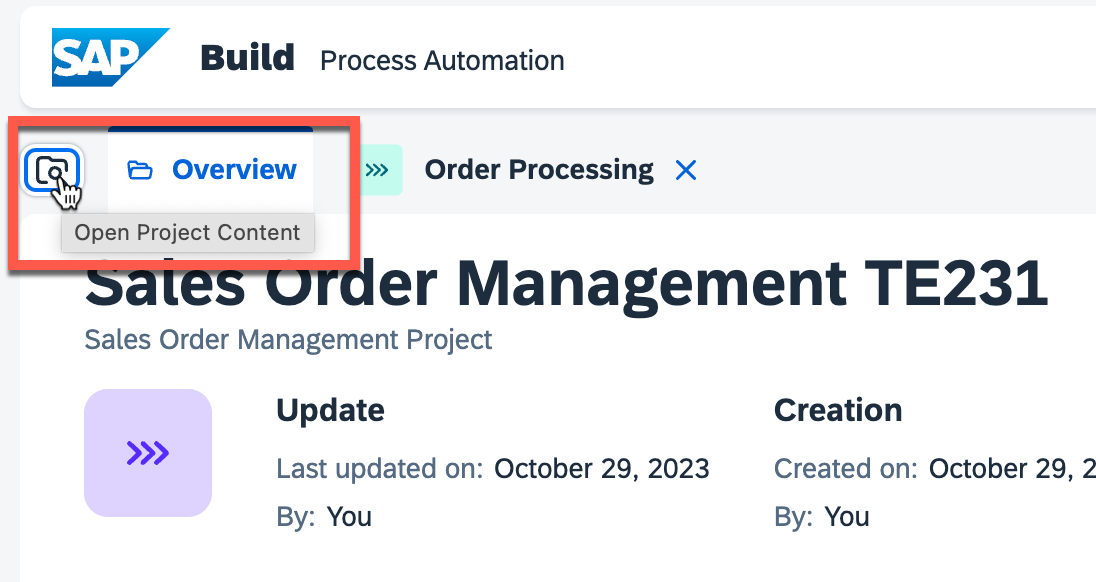 SAP Build Process Automation
Overview Order Processing
Open Project Content
Sales Order Management TE231
Sales Order Management Project
Update Creation
Last updated on: October 29, 2023 Created on: October 29, 2
By: You By: You